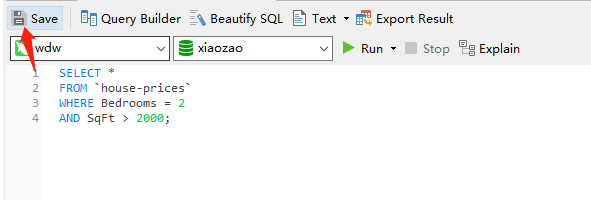 Save Query Builder Beautify SQL Text Export Result
wdw xiaozao Run Stop Explain
1 SELECT *
2 FROM `house-prices`
3 WHERE Bedrooms = 2
4 AND SqFt > 2000;